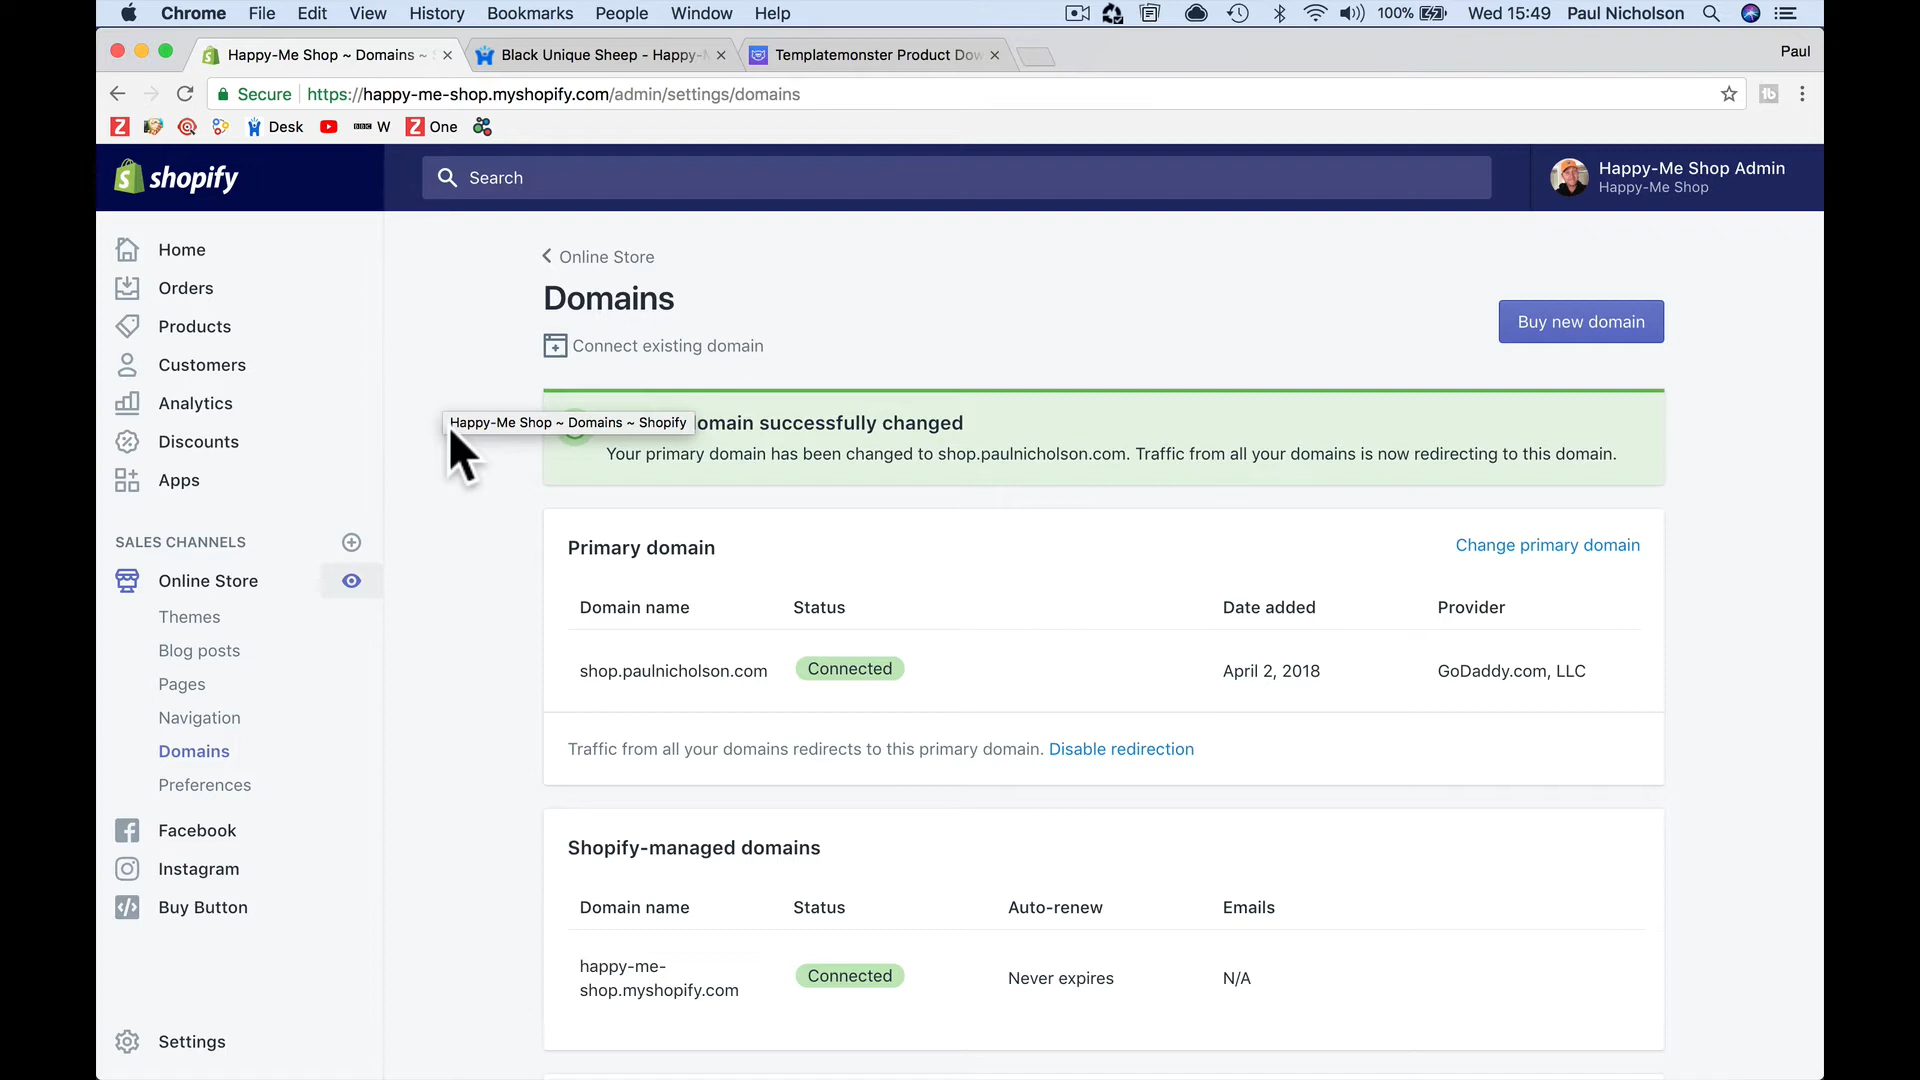 Chrome File Edit View History Bookmarks People Window Help 100% Wed 15:49 Paul Nicholson
Happy-Me Shop ~ Domains ~ Black Unique Sheep - Happy- Templatemonster Product Dow Paul
Secure https://happy-me-shop.myshopify.com/admin/settings/domains
Desk BBC W One
shopify Search Happy-Me Shop Admin
Happy-Me Shop
Home
Orders
Products
Customers
Analytics
Discounts
Apps
SALES CHANNELS
Online Store
Themes
Blog posts
Pages
Navigation
Domains
Preferences
Facebook
Instagram
Buy Button
Settings
Online Store
Domains
Buy new domain
Connect existing domain
Happy-Me Shop ~ Domains ~ Shopify
omain successfully changed
Your primary domain has been changed to shop.paulnicholson.com. Traffic from all your domains is now redirecting to this domain.
Primary domain Change primary domain
Domain name Status Date added Provider
shop.paulnicholson.com Connected April 2, 2018 GoDaddy.com, LLC
Traffic from all your domains redirects to this primary domain. Disable redirection
Shopify-managed domains
Domain name Status Auto-renew Emails
happy-me-
shop.myshopify.com Connected Never expires N/A